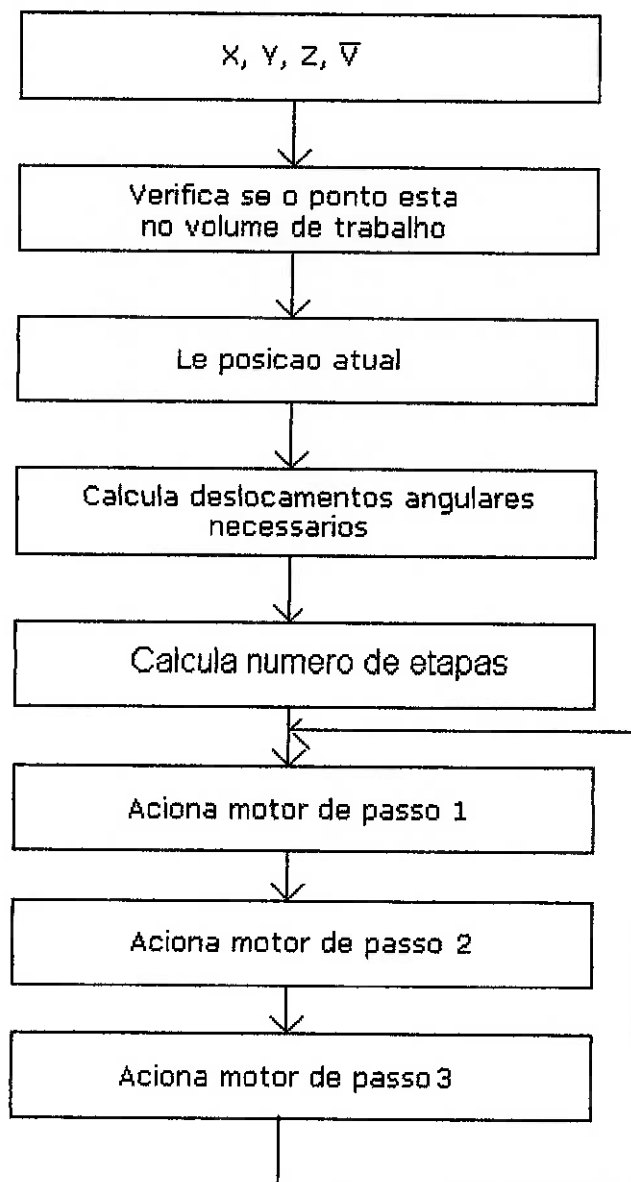 X, Y, Z, V̅
Verifica se o ponto esta
no volume de trabalho
Le posicao atual
Calcula deslocamentos angulares
necessarios
Calcula numero de etapas
Aciona motor de passo 1
Aciona motor de passo 2
Aciona motor de passo 3